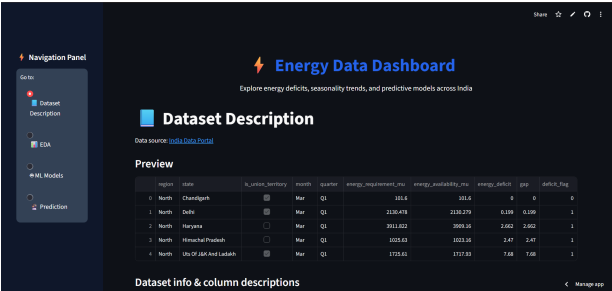 Share
Navigation Panel
Go to:
Dataset
Description
EDA
ML Models
Prediction
Energy Data Dashboard
Explore energy deficits, seasonality trends, and predictive models across India
Dataset Description
Data source: India Data Portal
Preview
region state is_union_territory month quarter energy_requirement_mu energy_availability_mu energy_deficit gap deficit_flag
0 North Chandigarh Mar Q1 101.6 101.6 0 0 0
1 North Delhi Mar Q1 2130.478 2130.279 0.199 0.199 1
2 North Haryana Mar Q1 3911.822 3909.16 2.662 2.662 1
3 North Himachal Pradesh Mar Q1 1025.63 1023.16 2.47 2.47 1
4 North Uts Of J&K And Ladakh Mar Q1 1725.61 1717.93 7.68 7.68 1
Dataset info & column descriptions
Manage app